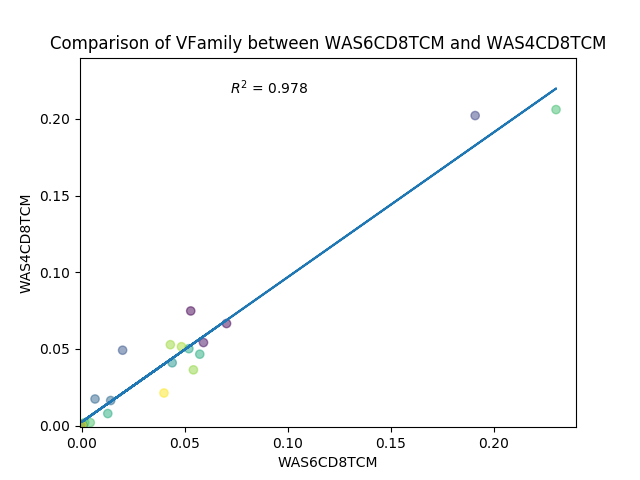 Comparison of VFamily between WAS6CD8TCM and WAS4CD8TCM
R² = 0.978
0.20
0.15
0.10
0.05
0.00
WAS4CD8TCM
0.00 0.05 0.10 0.15 0.20
WAS6CD8TCM